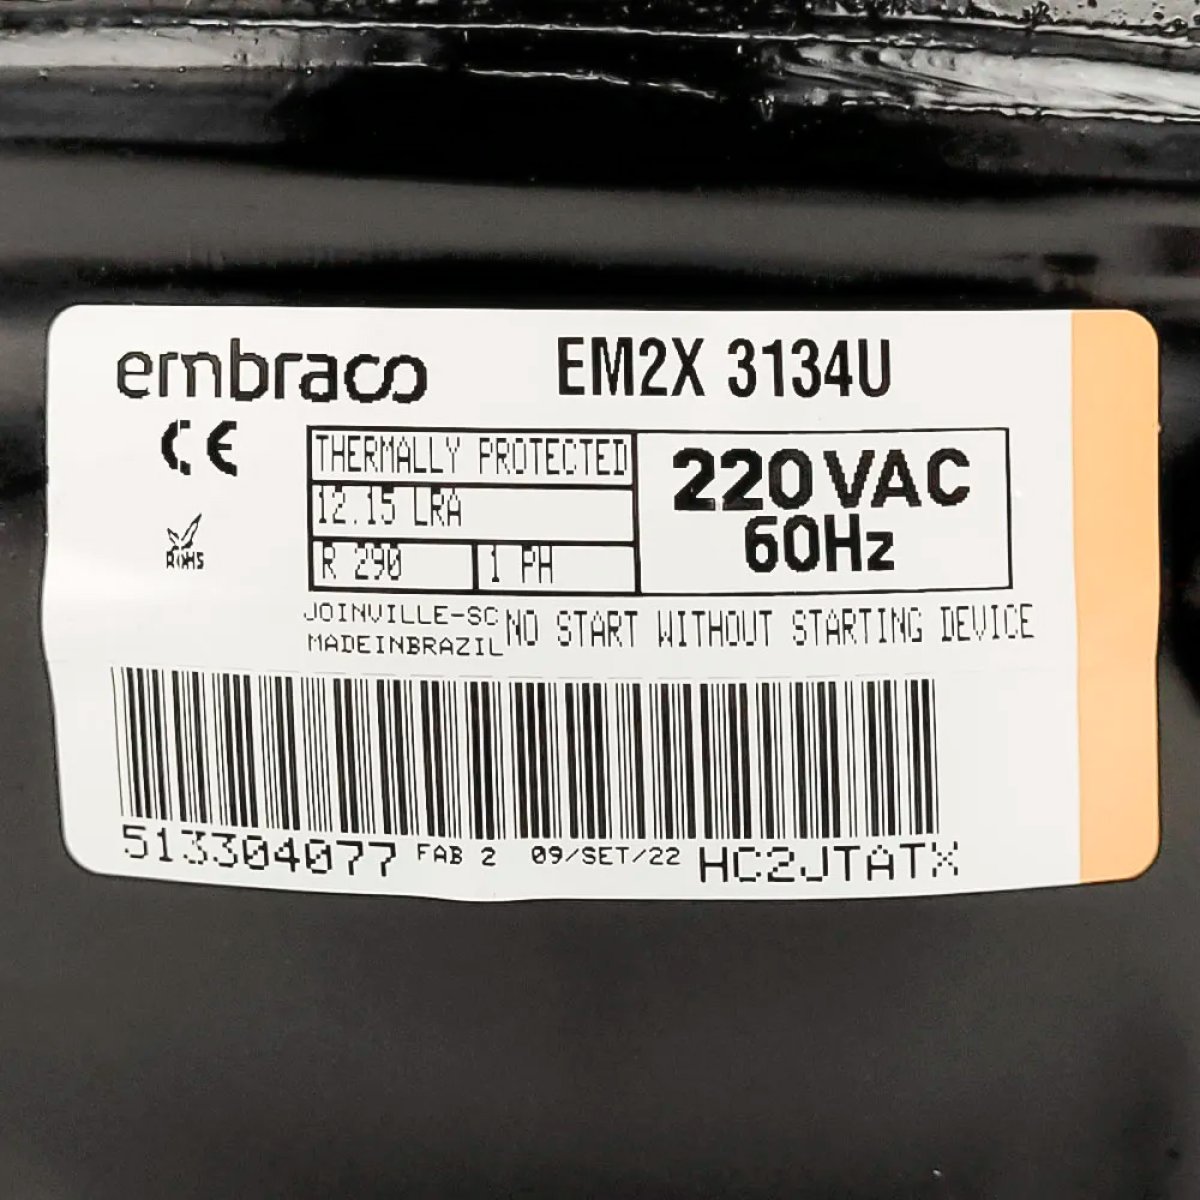 embraco EM2X 3134U
CE
THERMALLY PROTECTED
12.15 LRA
R 290 1 PH
220 VAC
60Hz
ROHS
JOINVILLE-SC
MADEINBRAZIL
NO START WITHOUT STARTING DEVICE
513304077 FAB 2 09/SET/22 HC2JTATX